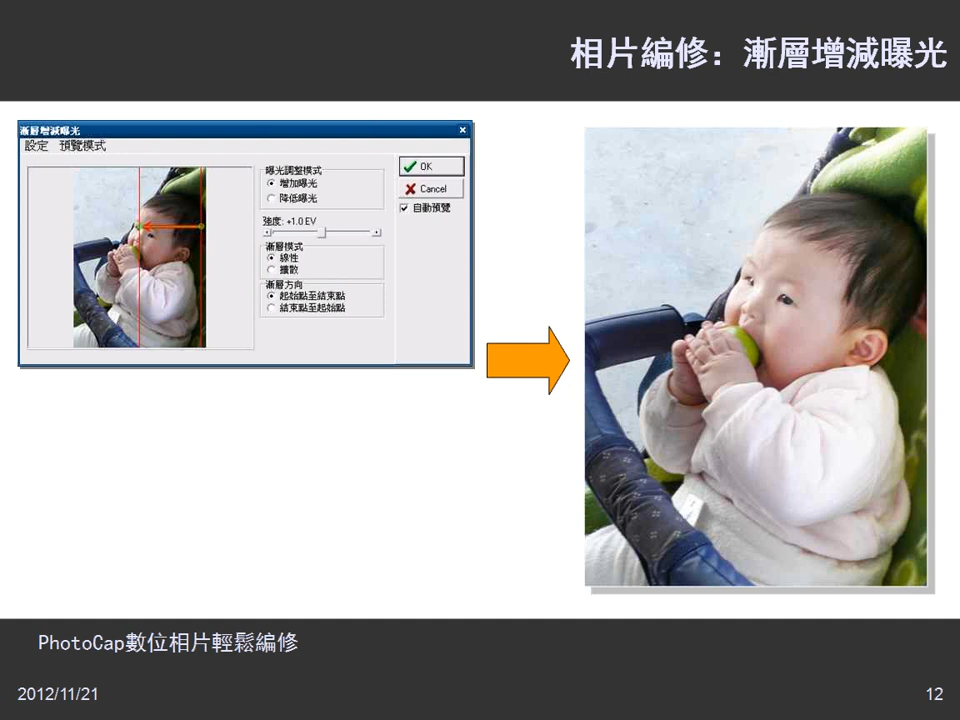 相片編修：漸層增減曝光
漸層增減曝光
設定 預覽模式
曝光調整模式
增加曝光
降低曝光
強度: +1.0 EV
漸層模式
線性
擴散
漸層方向
起始點至結束點
結束點至起始點
OK
Cancel
自動預覽
PhotoCap數位相片輕鬆編修
2012/11/21
12